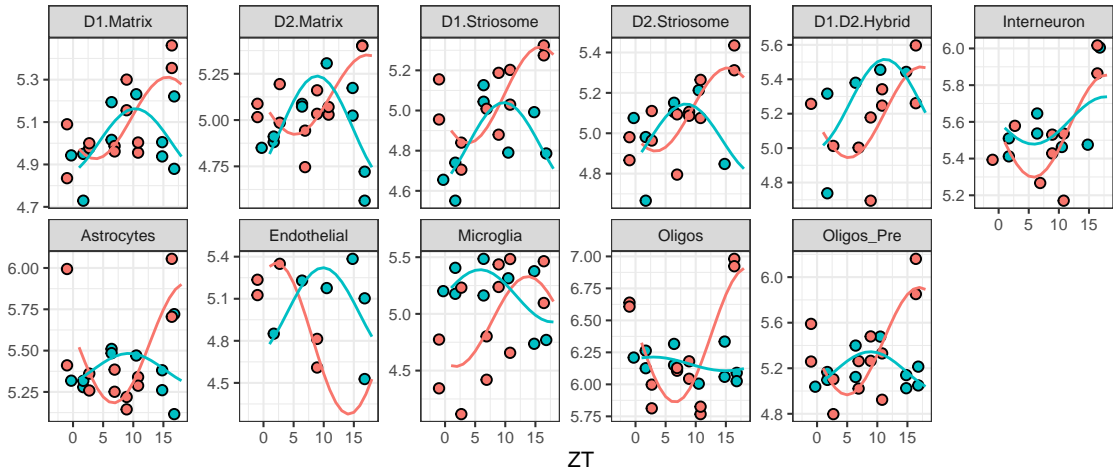 D1.Matrix D2.Matrix D1.Striosome D2.Striosome D1.D2.Hybrid Interneuron
5.3 5.1 4.9 4.7
5.25 5.00 4.75 4.50
5.2 5.0 4.8 4.6
5.4 5.2 5.0 4.8
5.6 5.4 5.2 5.0 4.8
6.0 5.8 5.6 5.4 5.2
Astrocytes Endothelial Microglia Oligos Oligos_Pre
0 5 10 15
6.00 5.75 5.50 5.25
5.4 5.1 4.8 4.5
5.5 5.0 4.5
7.00 6.75 6.50 6.25 6.00 5.75
6.0 5.6 5.2 4.8
0 5 10 15 0 5 10 15 0 5 10 15 0 5 10 15 0 5 10 15
ZT